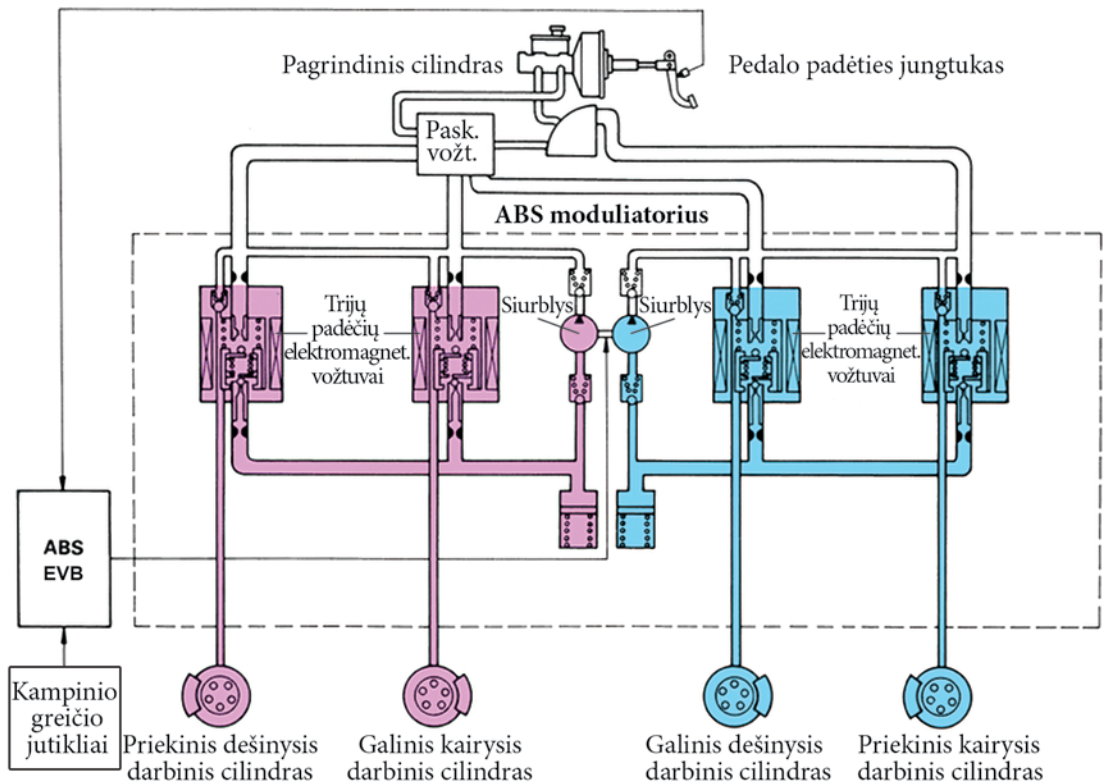 Pagrindinis cilindras
Pedalo padėties jungtukas
Pask.
vožt.
ABS moduliatorius
Trijų
padėčių
elektromagnet.
vožtuvai
Siurblys
Siurblys
Trijų
padėčių
elektromagnet.
vožtuvai
ABS
EVB
Kampinio
greičio
jutikliai
Priekinis dešinysis
darbinis cilindras
Galinis kairysis
darbinis cilindras
Galinis dešinysis
darbinis cilindras
Priekinis kairysis
darbinis cilindras